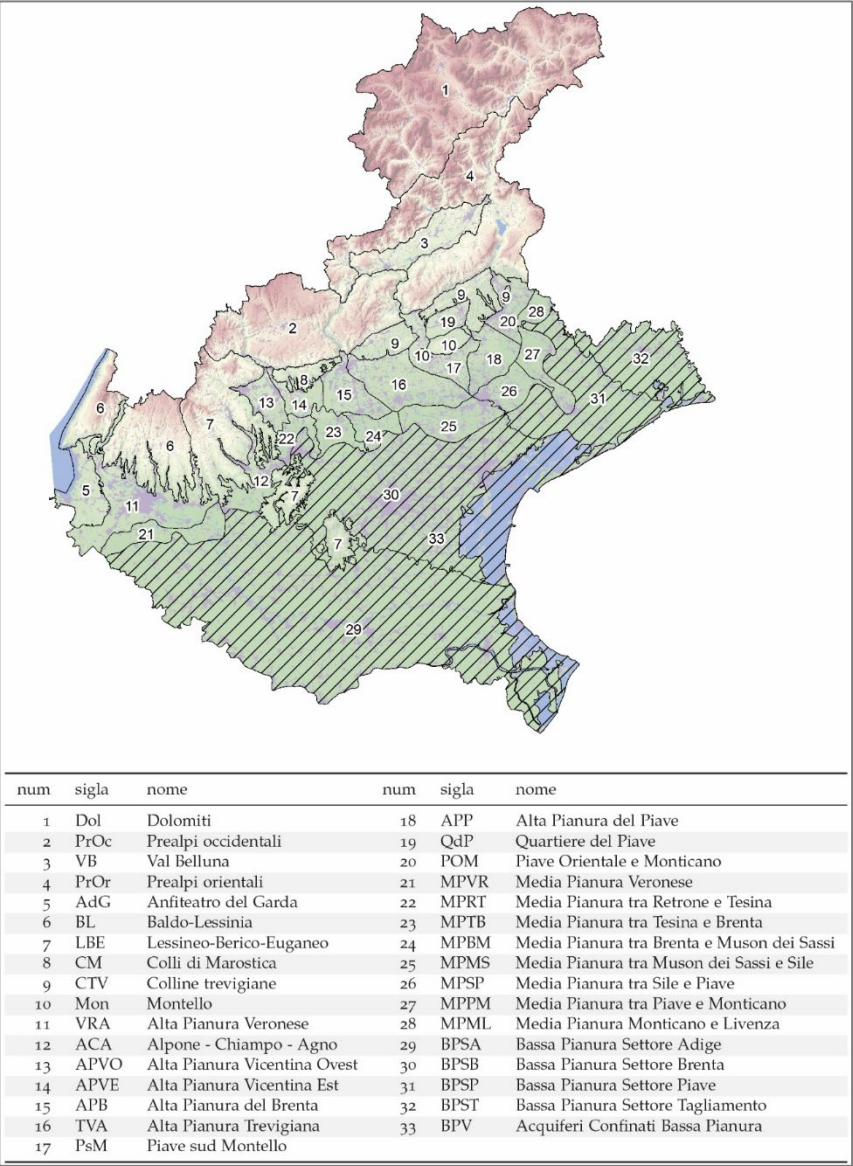 1
4
3
2
9
9
28
19
20
9
10
32
10
18
27
17
8
16
15
26
31
13
14
6
7
25
23
24
22
6
12
5
7
30
11
21
33
7
29
num sigla nome num sigla nome
1 Dol Dolomiti 18 APP Alta Pianura del Piave
2 PrOc Prealpi occidentali 19 QdP Quartiere del Piave
3 VB Val Belluna 20 POM Piave Orientale e Monticano
4 PrOr Prealpi orientali 21 MPVR Media Pianura Veronese
5 AdG Anfiteatro del Garda 22 MPRT Media Pianura tra Retrone e Tesina
6 BL Baldo-Lessinia 23 MPTB Media Pianura tra Tesina e Brenta
7 LBE Lessineo-Berico-Euganeo 24 MPBM Media Pianura tra Brenta e Muson dei Sassi
8 CM Colli di Marostica 25 MPMS Media Pianura tra Muson dei Sassi e Sile
9 CTV Colline trevigiane 26 MPSP Media Pianura tra Sile e Piave
10 Mon Montello 27 MPPM Media Pianura tra Piave e Monticano
11 VRA Alta Pianura Veronese 28 MPML Media Pianura Monticano e Livenza
12 ACA Alpone - Chiampo - Agno 29 BPSA Bassa Pianura Settore Adige
13 APVO Alta Pianura Vicentina Ovest 30 BPSB Bassa Pianura Settore Brenta
14 APVE Alta Pianura Vicentina Est 31 BPSP Bassa Pianura Settore Piave
15 APB Alta Pianura del Brenta 32 BPST Bassa Pianura Settore Tagliamento
16 TVA Alta Pianura Trevigiana 33 BPV Acquiferi Confinati Bassa Pianura
17 PsM Piave sud Montello